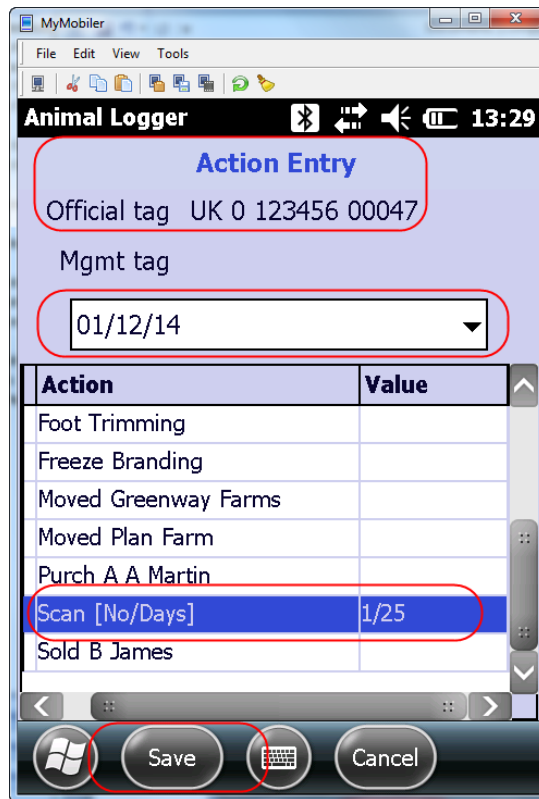 MyMobiler
File Edit View Tools
Animal Logger 13:29
Action Entry
Official tag UK 0 123456 00047
Mgmt tag
01/12/14
Action Value
Foot Trimming
Freeze Branding
Moved Greenway Farms
Moved Plan Farm
Purch A A Martin
Scan [No/Days] 1/25
Sold B James
Save Cancel